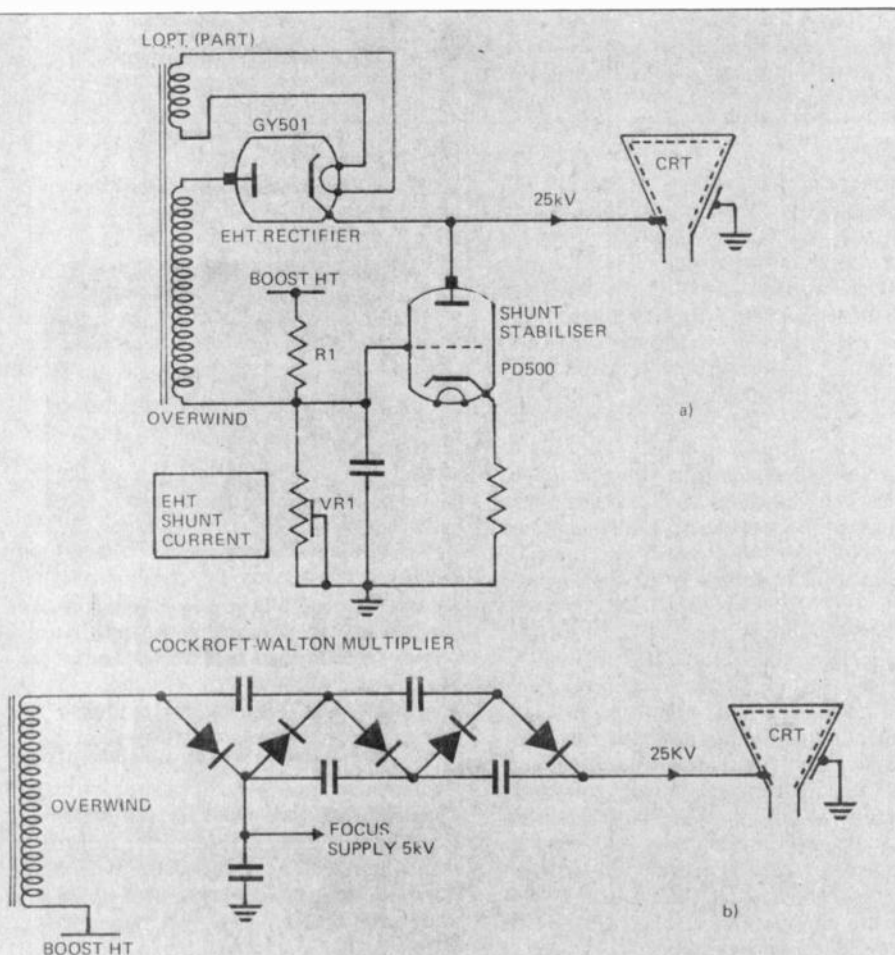 LOPT (PART)
GY501
EHT RECTIFIER
25kV
CRT
BOOST HT
R1
SHUNT
STABILISER
PD500
OVERWIND
a)
EHT
SHUNT
CURRENT
VR1
COCKROFT-WALTON MULTIPLIER
OVERWIND
25KV
CRT
FOCUS
SUPPLY 5kV
b)
BOOST HT